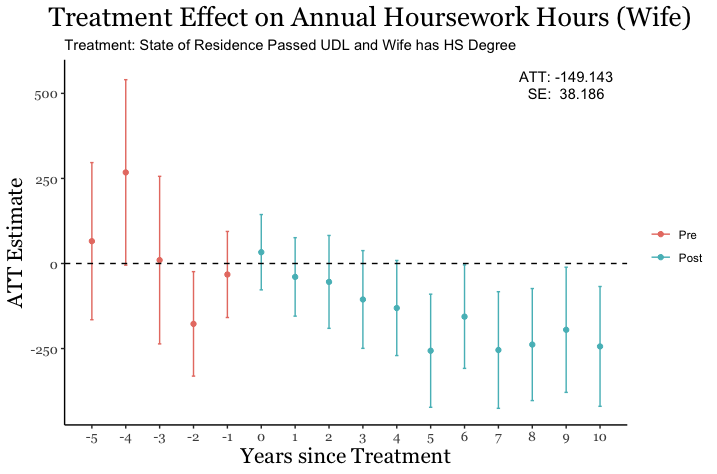 Treatment Effect on Annual Hoursework Hours (Wife)
Treatment: State of Residence Passed UDL and Wife has HS Degree
ATT: -149.143
SE: 38.186
ATT Estimate
500
250
0
-250
Pre
Post
-5 -4 -3 -2 -1 0 1 2 3 4 5 6 7 8 9 10
Years since Treatment